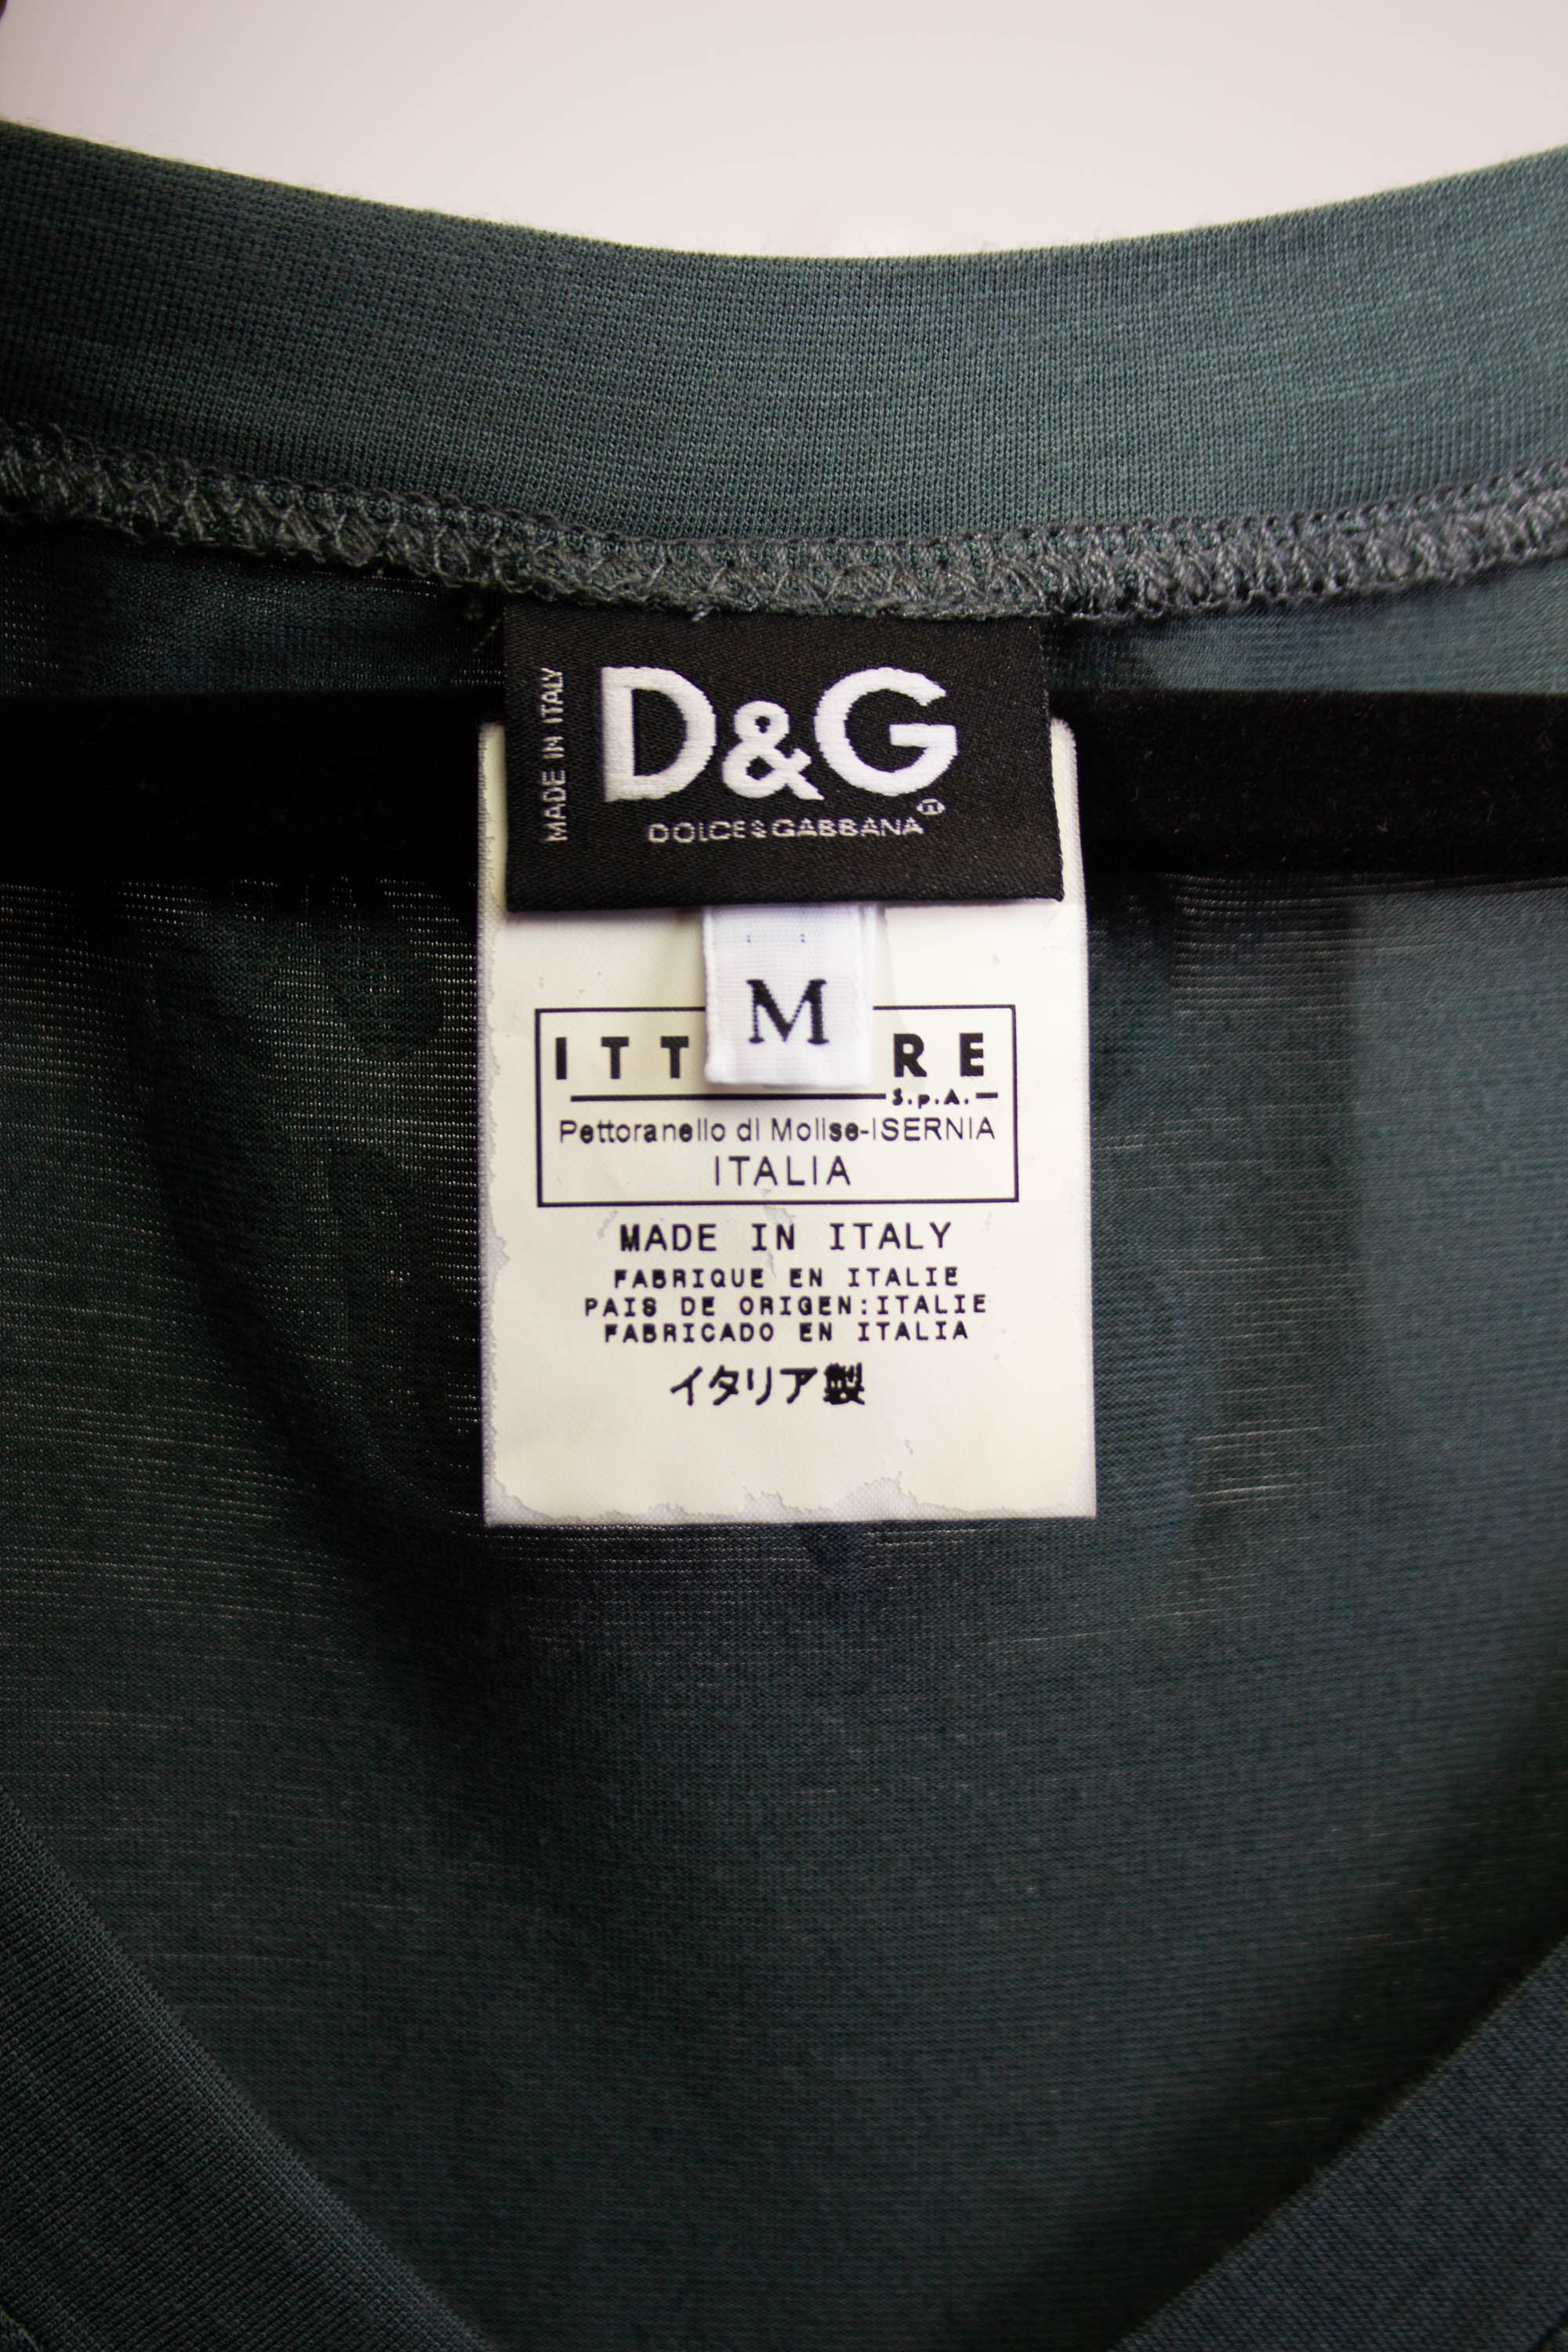 MADE IN ITALY
D&G
DOLCE&GABBANA
M
ITT RE
S.p.A.
Pettoranello di Molise-ISERNIA
ITALIA
MADE IN ITALY
FABRIQUE EN ITALIE
PAIS DE ORIGEN:ITALIE
FABRICADO EN ITALIA
イタリア製